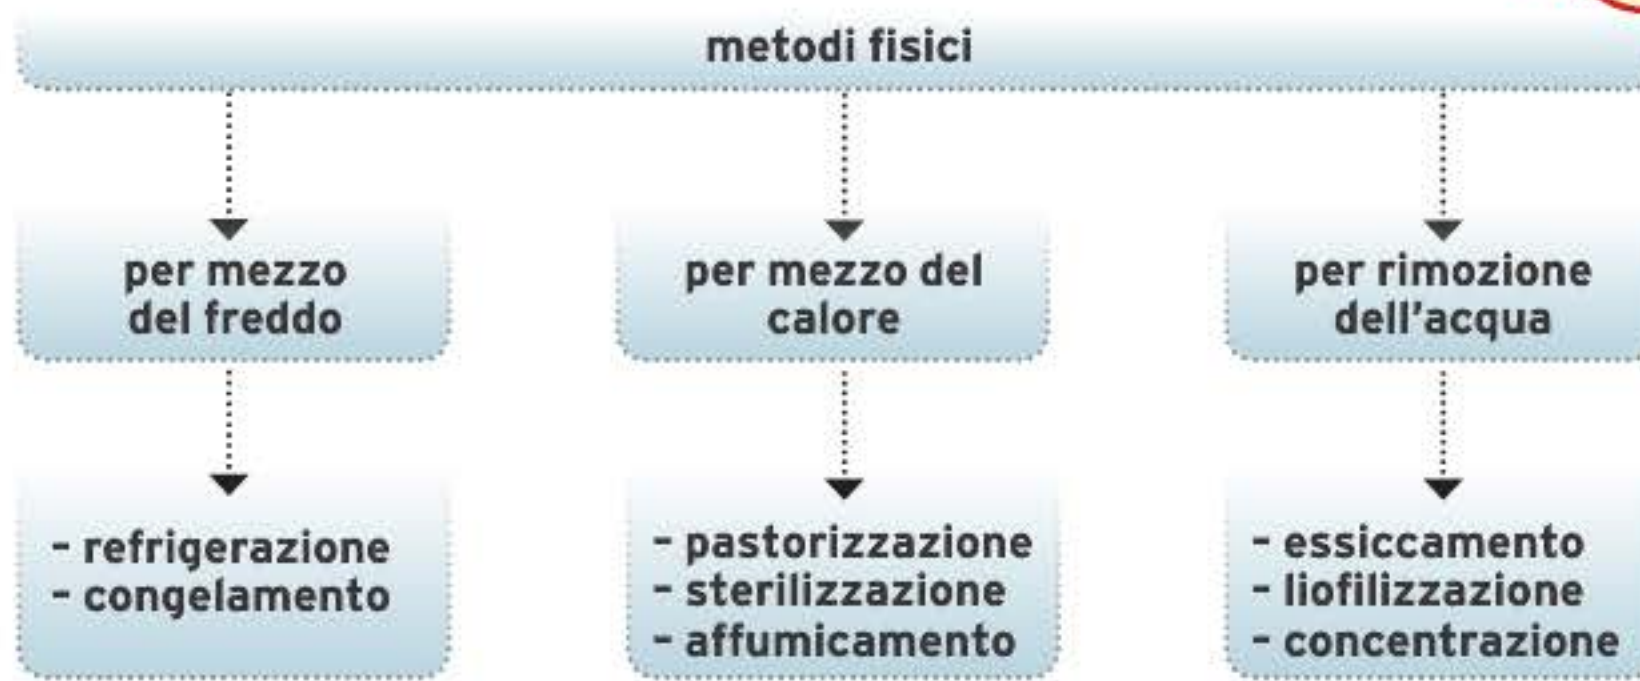 metodi fisici
per mezzo
del freddo
per mezzo del
calore
per rimozione
dell'acqua
- refrigerazione
- congelamento
- pastorizzazione
- sterilizzazione
- affumicamento
- essiccamento
- liofilizzazione
- concentrazione